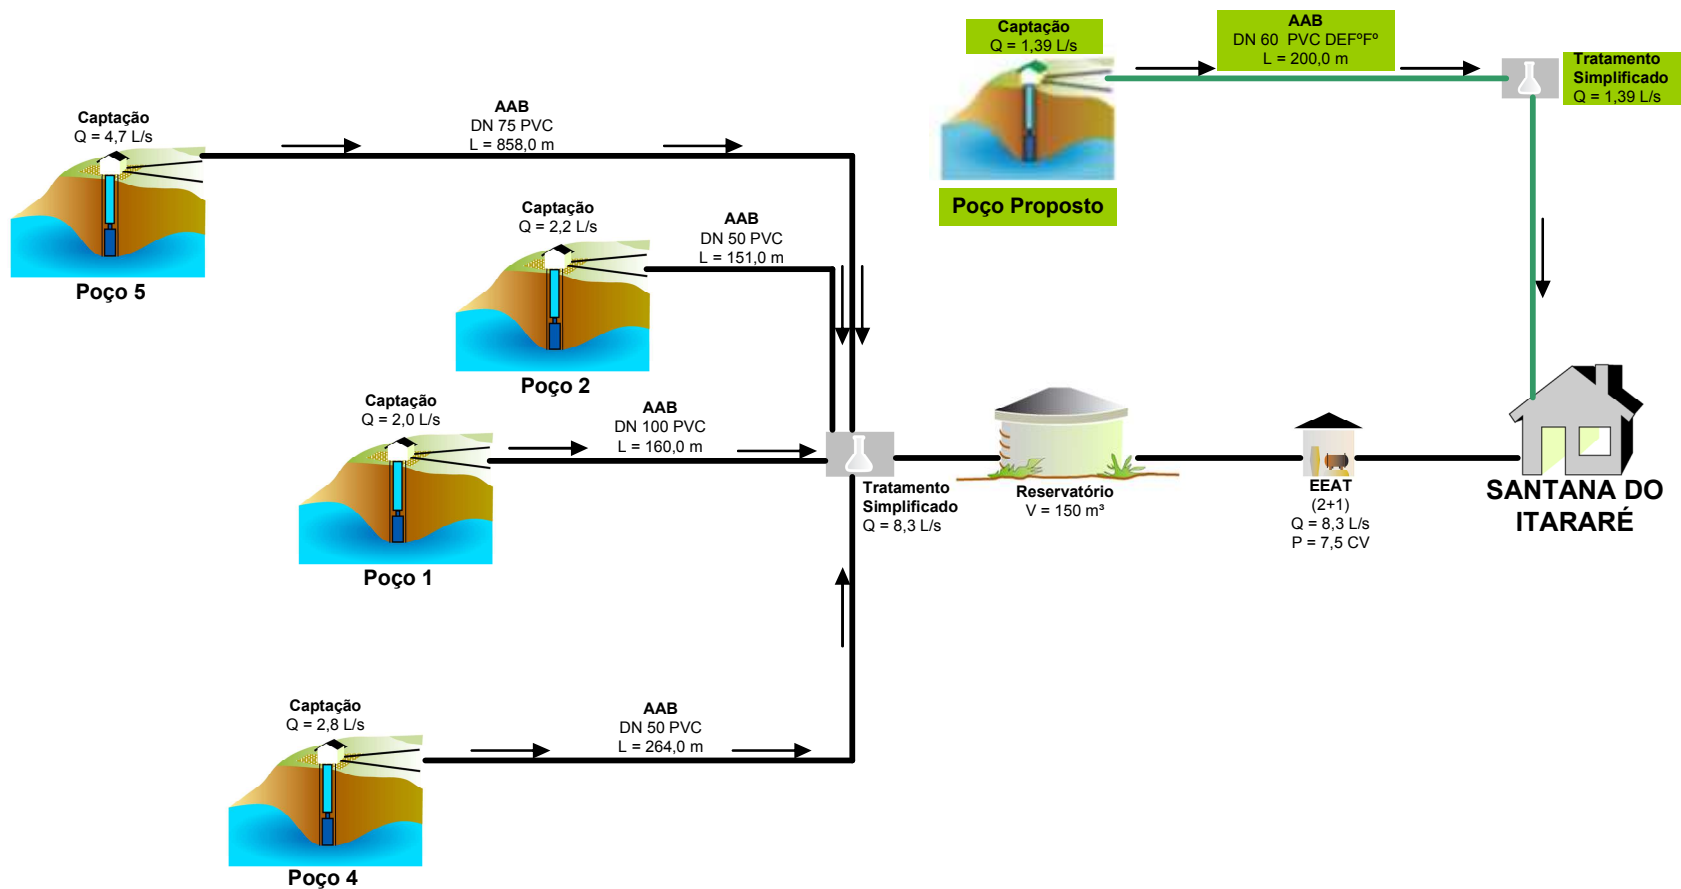 Captação
Q = 1,39 L/s
AAB
DN 60 PVC DEFºFº
L = 200,0 m
Tratamento
Simplificado
Q = 1,39 L/s
Poço Proposto
Captação
Q = 4,7 L/s
AAB
DN 75 PVC
L = 858,0 m
Poço 5
Captação
Q = 2,2 L/s
AAB
DN 50 PVC
L = 151,0 m
Poço 2
Captação
Q = 2,0 L/s
AAB
DN 100 PVC
L = 160,0 m
Poço 1
Tratamento
Simplificado
Q = 8,3 L/s
Reservatório
V = 150 m³
EEAT
(2+1)
Q = 8,3 L/s
P = 7,5 CV
SANTANA DO
ITARARÉ
Captação
Q = 2,8 L/s
AAB
DN 50 PVC
L = 264,0 m
Poço 4